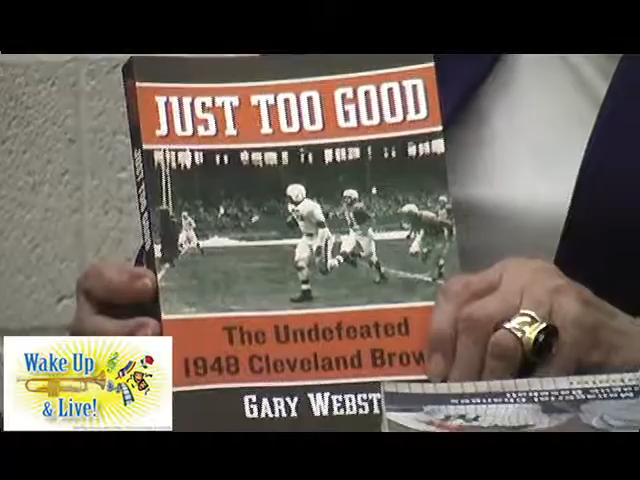 JUST TOO GOOD
The Undefeated
1948 Cleveland Brow
GARY WEBST
Wake Up
& Live!